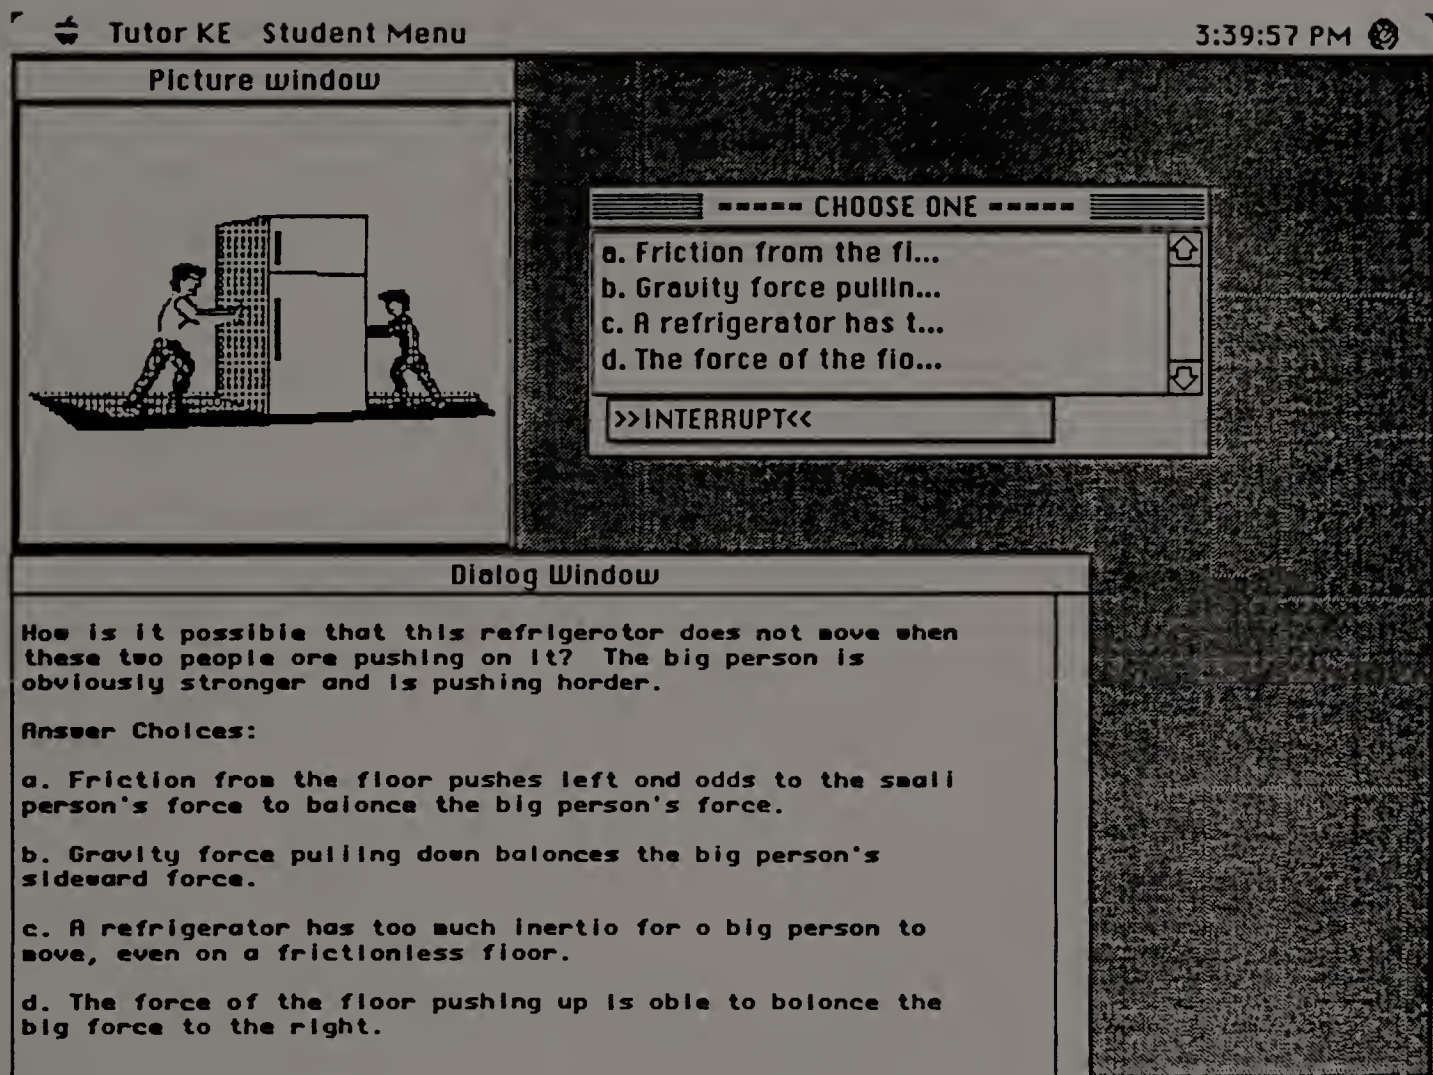 Tutor KE Student Menu 3:39:57 PM
Picture window
===== CHOOSE ONE =====
a. Friction from the fl...
b. Gravity force pullin...
c. A refrigerator has t...
d. The force of the flo...
>>INTERRUPT<<
Dialog Window
How is it possible that this refrigerator does not move when
these two people are pushing on it? The big person is
obviously stronger and is pushing harder.
Answer Choices:
a. Friction from the floor pushes left and adds to the small
person's force to balance the big person's force.
b. Gravity force pulling down balances the big person's
sideward force.
c. A refrigerator has too much inertia for a big person to
move, even on a frictionless floor.
d. The force of the floor pushing up is able to balance the
big force to the right.